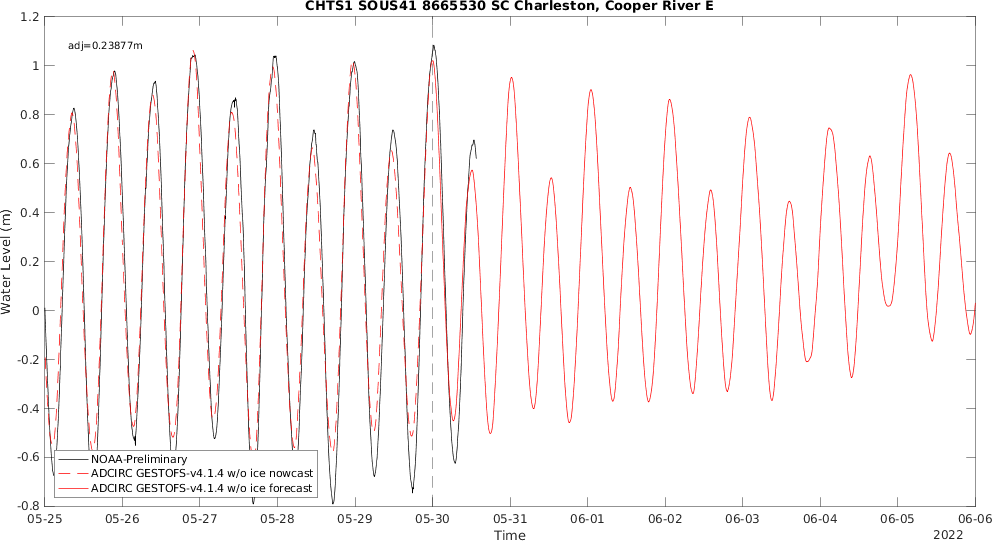 CHTS1 SOUS41 8665530 SC Charleston, Cooper River E
adj=0.23877m
1.2
1
0.8
0.6
0.4
0.2
0
-0.2
-0.4
-0.6
-0.8
Water Level (m)
NOAA-Preliminary
ADCIRC GESTOFS-v4.1.4 w/o ice nowcast
ADCIRC GESTOFS-v4.1.4 w/o ice forecast
05-25 05-26 05-27 05-28 05-29 05-30 05-31 06-01 06-02 06-03 06-04 06-05 06-06
Time
2022